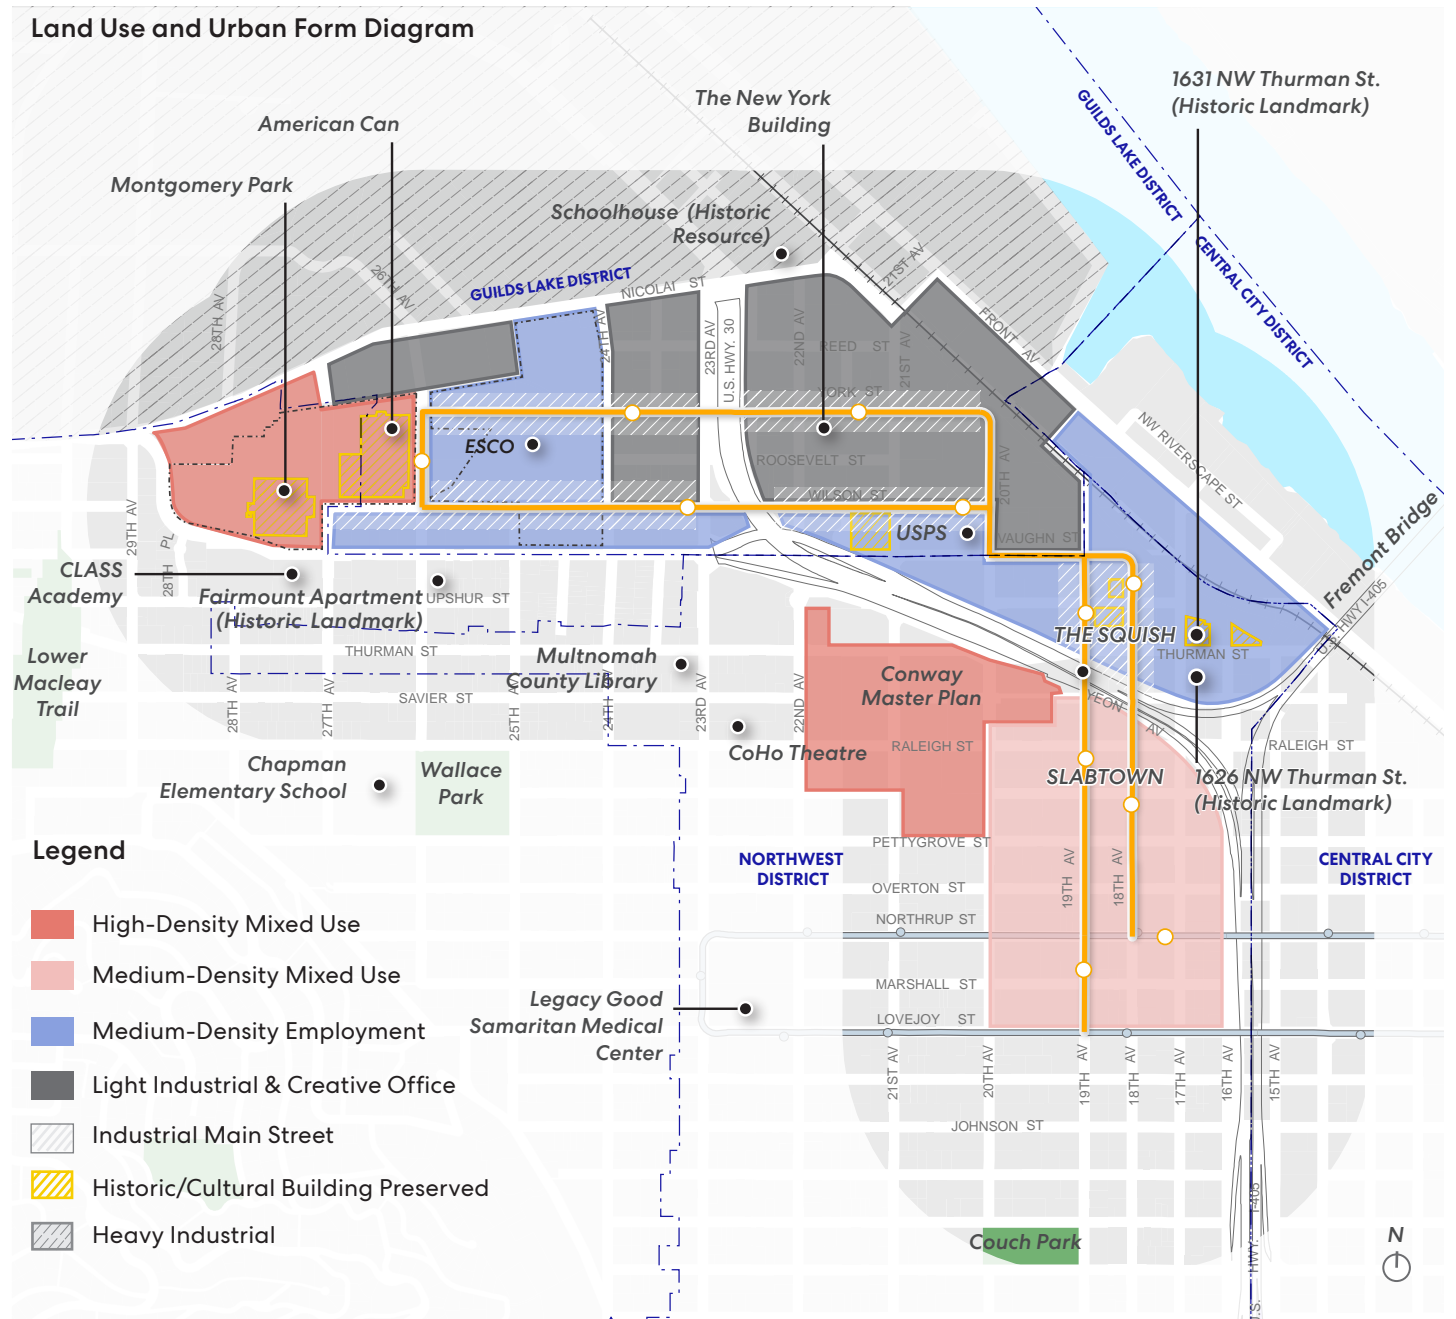 Land Use and Urban Form Diagram
1631 NW Thurman St.
(Historic Landmark)
The New York
Building
American Can
Montgomery Park
GUILDS LAKE DISTRICT
CENTRAL CITY DISTRICT
Schoolhouse (Historic
Resource)
GUILDS LAKE DISTRICT
NICOLAI ST
26TH AV
28TH AV
21ST AV
FRONT AV
24TH AV
23RD AV
U.S. HWY. 30
22ND AV
REED ST
21ST AV
YORK ST
ESCO
ROOSEVELT ST
WILSON ST
20TH AV
NW RIVERSCAPE ST
USPS
VAUGHN ST
Fremont Bridge
HWY I-405
29TH AV
28TH PL
CLASS
Academy
Fairmount Apartment
(Historic Landmark)
UPSHUR ST
THURMAN ST
SAVIER ST
Lower
Macleay
Trail
28TH AV
27TH AV
25TH AV
24TH AV
23RD AV
22ND AV
Multnomah
County Library
Conway
Master Plan
THE SQUISH
THURMAN ST
YEON AV
RALEIGH ST
RALEIGH ST
CoHo Theatre
SLABTOWN
1626 NW Thurman St.
(Historic Landmark)
Chapman
Elementary School
Wallace
Park
PETTYGROVE ST
NORTHWEST
DISTRICT
CENTRAL CITY
DISTRICT
OVERTON ST
NORTHRUP ST
19TH AV
18TH AV
MARSHALL ST
LOVEJOY ST
Legacy Good
Samaritan Medical
Center
21ST AV
20TH AV
19TH AV
18TH AV
17TH AV
16TH AV
15TH AV
JOHNSON ST
Couch Park
U.S. HWY. I-405
N
Legend
High-Density Mixed Use
Medium-Density Mixed Use
Medium-Density Employment
Light Industrial & Creative Office
Industrial Main Street
Historic/Cultural Building Preserved
Heavy Industrial